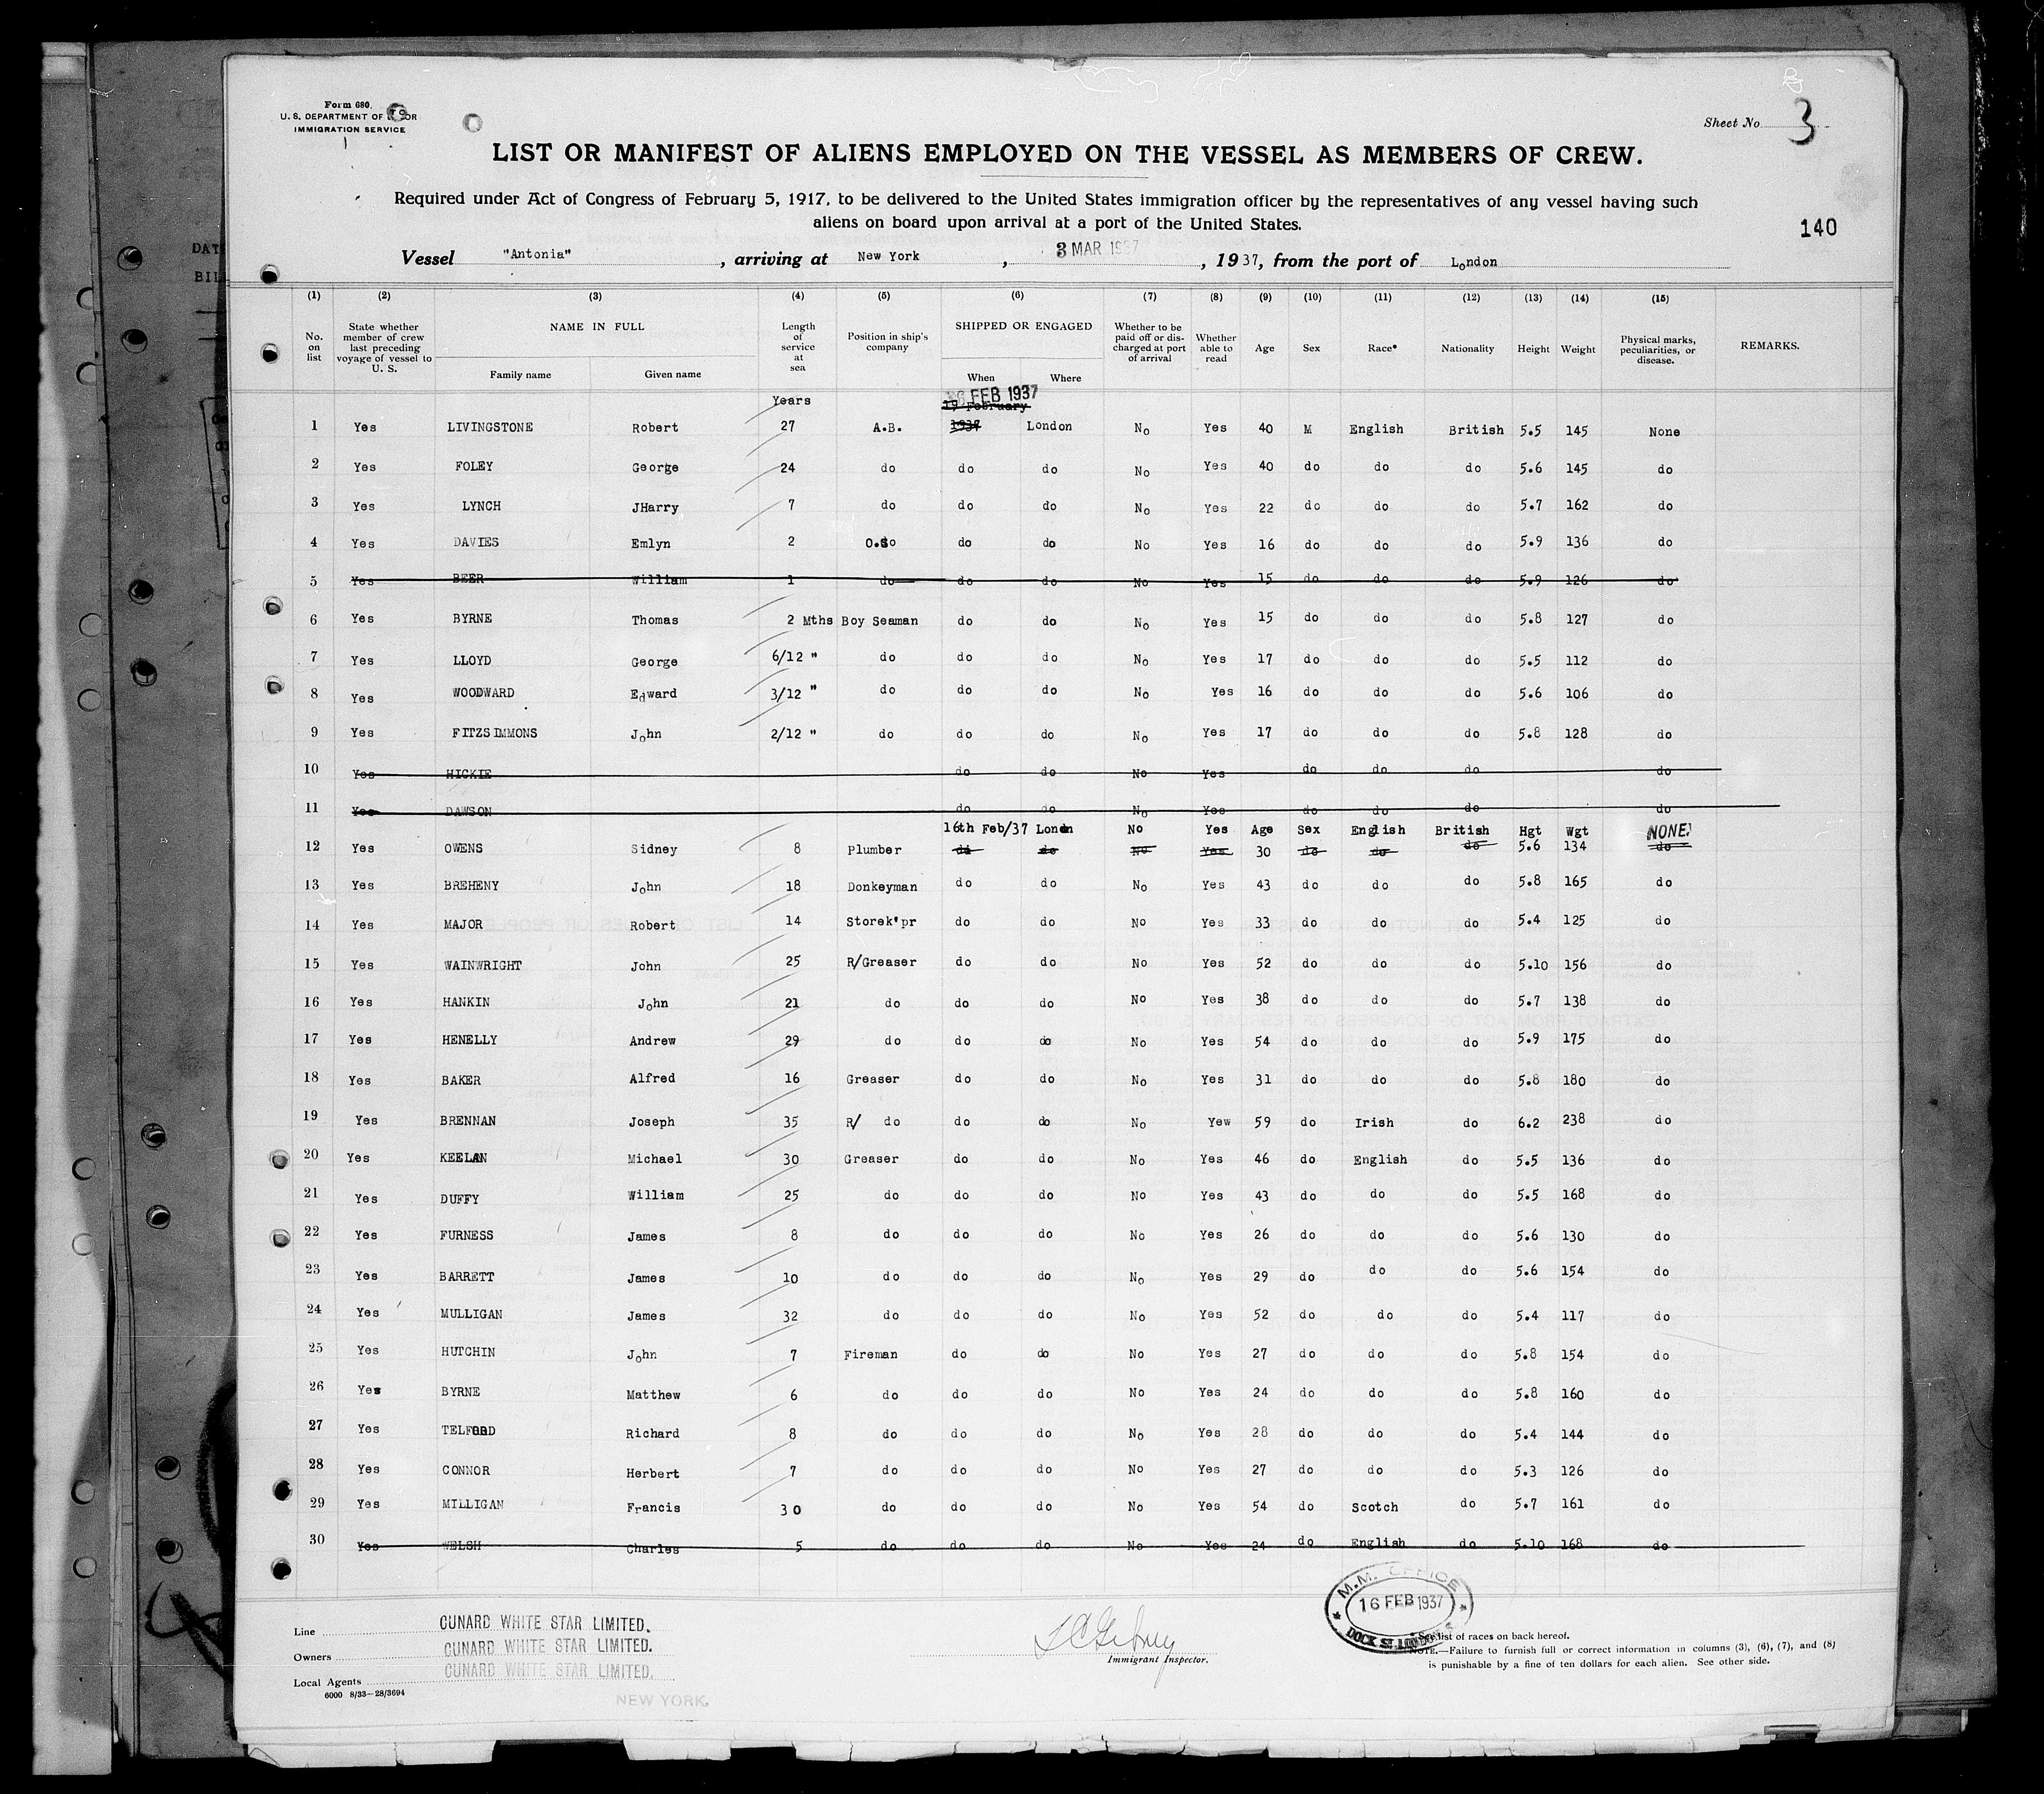 Form 680.
U. S. DEPARTMENT OF LABOR
IMMIGRATION SERVICE
Sheet No. 3
LIST OR MANIFEST OF ALIENS EMPLOYED ON THE VESSEL AS MEMBERS OF CREW.
Required under Act of Congress of February 5, 1917, to be delivered to the United States immigration officer by the representatives of any vessel having such
aliens on board upon arrival at a port of the United States.
140
Vessel "Antonia", arriving at New York, 3 MAR 1937, 1937, from the port of London
(1) (2) (3) (4) (5) (6) (7) (8) (9) (10) (11) (12) (13) (14) (15)
No. on list State whether member of crew last preceding voyage of vessel to U. S. NAME IN FULL Family name Given name Length of service at sea Position in ship's company SHIPPED OR ENGAGED When Where Whether to be paid off or discharged at port of arrival Whether able to read Age Sex Race* Nationality Height Weight Physical marks, peculiarities, or disease. REMARKS.
Years FEB 1937
19 February
1 Yes LIVINGSTONE Robert 27 A.B. 1937 London No Yes 40 M English British 5.5 145 None
2 Yes FOLEY George 24 do do do No Yes 40 do do do 5.6 145 do
3 Yes LYNCH JHarry 7 do do do No Yes 22 do do do 5.7 162 do
4 Yes DAVIES Emlyn 2 O.S do do do No Yes 16 do do do 5.9 136 do
5 Yes BEER William 1 do do do No Yes 15 do do do 5.9 126 do
6 Yes BYRNE Thomas 2 Mths Boy Seaman do do No Yes 15 do do do 5.8 127 do
7 Yes LLOYD George 6/12 " do do do No Yes 17 do do do 5.5 112 do
8 Yes WOODWARD Edward 3/12 " do do do No Yes 16 do do do 5.6 106 do
9 Yes FITZSIMMONS John 2/12 " do do do No Yes 17 do do do 5.8 128 do
10 Yes HICKIE do do No Yes do do do do
11 Yes DAWSON do do No Yes do do do do
16th Feb/37 London No Yes Age Sex English British Hgt Wgt NONE.
12 Yes OWENS Sidney 8 Plumber do do No Yes 30 do do do 5.6 134 do
13 Yes BREHENY John 18 Donkeyman do do No Yes 43 do do do 5.8 165 do
14 Yes MAJOR Robert 14 Storek'pr do do No Yes 33 do do do 5.4 125 do
15 Yes WAINWRIGHT John 25 R/Greaser do do No Yes 52 do do do 5.10 156 do
16 Yes HANKIN John 21 do do do No Yes 38 do do do 5.7 138 do
17 Yes HENELLY Andrew 29 do do do No Yes 54 do do do 5.9 175 do
18 Yes BAKER Alfred 16 Greaser do do No Yes 31 do do do 5.8 180 do
19 Yes BRENNAN Joseph 35 R/ do do do No Yew 59 do Irish do 6.2 238 do
20 Yes KEELAN Michael 30 Greaser do do No Yes 46 do English do 5.5 136 do
21 Yes DUFFY William 25 do do do No Yes 43 do do do 5.5 168 do
22 Yes FURNESS James 8 do do do No Yes 26 do do do 5.6 130 do
23 Yes BARRETT James 10 do do do No Yes 29 do do do 5.6 154 do
24 Yes MULLIGAN James 32 do do do No Yes 52 do do do 5.4 117 do
25 Yes HUTCHIN John 7 Fireman do do No Yes 27 do do do 5.8 154 do
26 Yes BYRNE Matthew 6 do do do No Yes 24 do do do 5.8 160 do
27 Yes TELFORD Richard 8 do do do No Yes 28 do do do 5.4 144 do
28 Yes CONNOR Herbert 7 do do do No Yes 27 do do do 5.3 126 do
29 Yes MILLIGAN Francis 30 do do do No Yes 54 do Scotch do 5.7 161 do
30 Yes WELSH Charles 5 do do do No Yes 24 do English do 5.10 168 do
M.M. OFFICE
16 FEB 1937
DOCK ST. LONDON
Line CUNARD WHITE STAR LIMITED.
Owners CUNARD WHITE STAR LIMITED.
Local Agents CUNARD WHITE STAR LIMITED.
NEW YORK.
6000 8/33—28/3694
Immigrant Inspector.
See list of races on back hereof.
NOTE.—Failure to furnish full or correct information in columns (3), (6), (7), and (8)
is punishable by a fine of ten dollars for each alien. See other side.